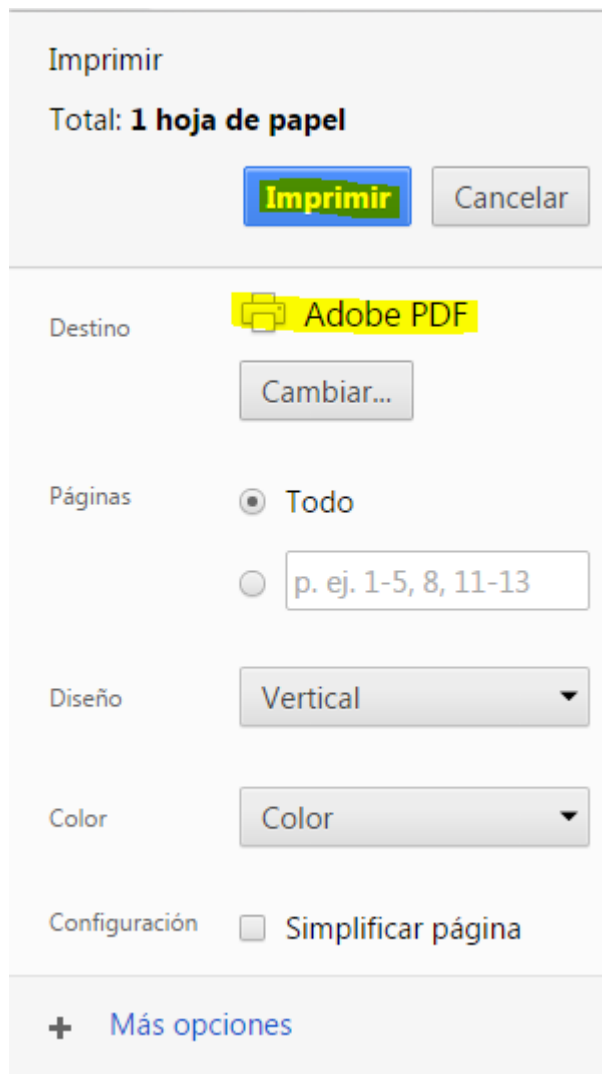 Imprimir
Total: 1 hoja de papel
Imprimir Cancelar
Destino Adobe PDF
Cambiar...
Páginas Todo
p. ej. 1-5, 8, 11-13
Diseño Vertical
Color Color
Configuración Simplificar página
+ Más opciones